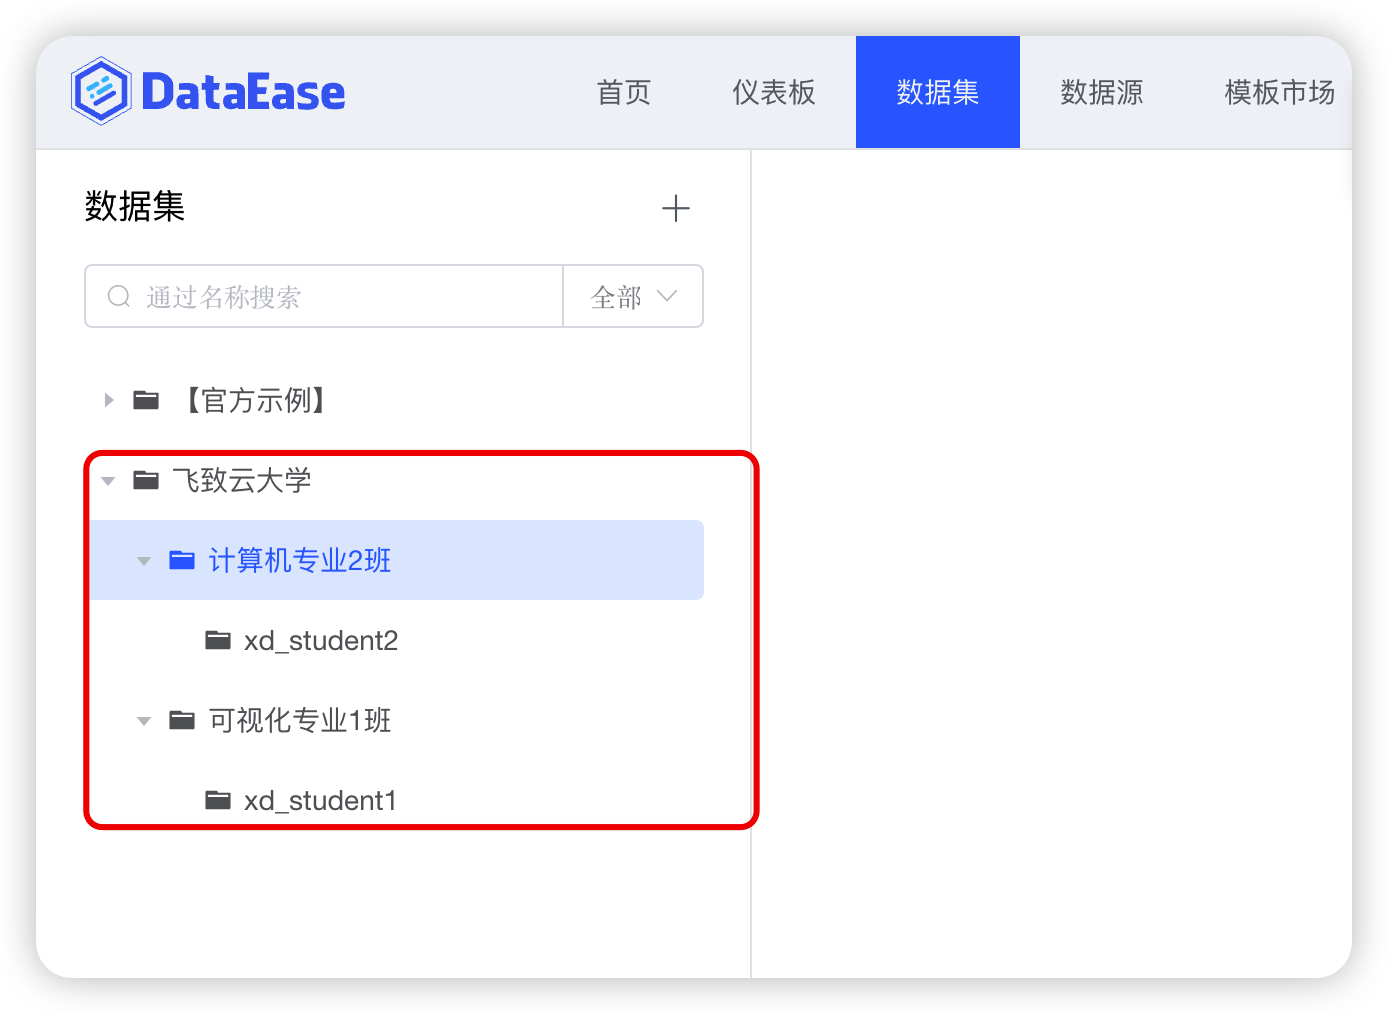 DataEase 首页 仪表板 数据集 数据源 模板市场
数据集
通过名称搜索 全部
【官方示例】
飞致云大学
计算机专业2班
xd_student2
可视化专业1班
xd_student1